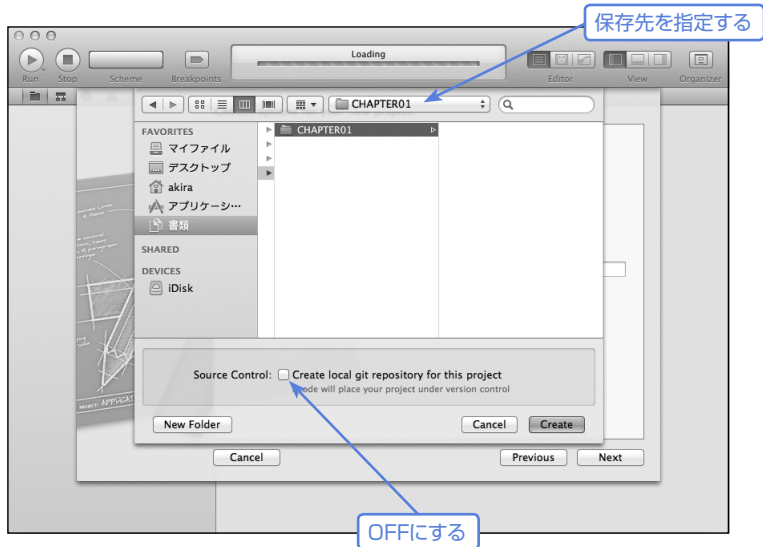 保存先を指定する
Loading
Run Stop Scheme Breakpoints Editor View Organizer
CHAPTER01
FAVORITES
CHAPTER01
マイファイル
デスクトップ
akira
アプリケーシ…
書類
SHARED
DEVICES
iDisk
Source Control: Create local git repository for this project
ode will place your project under version control
New Folder Cancel Create
Cancel Previous Next
OFFにする